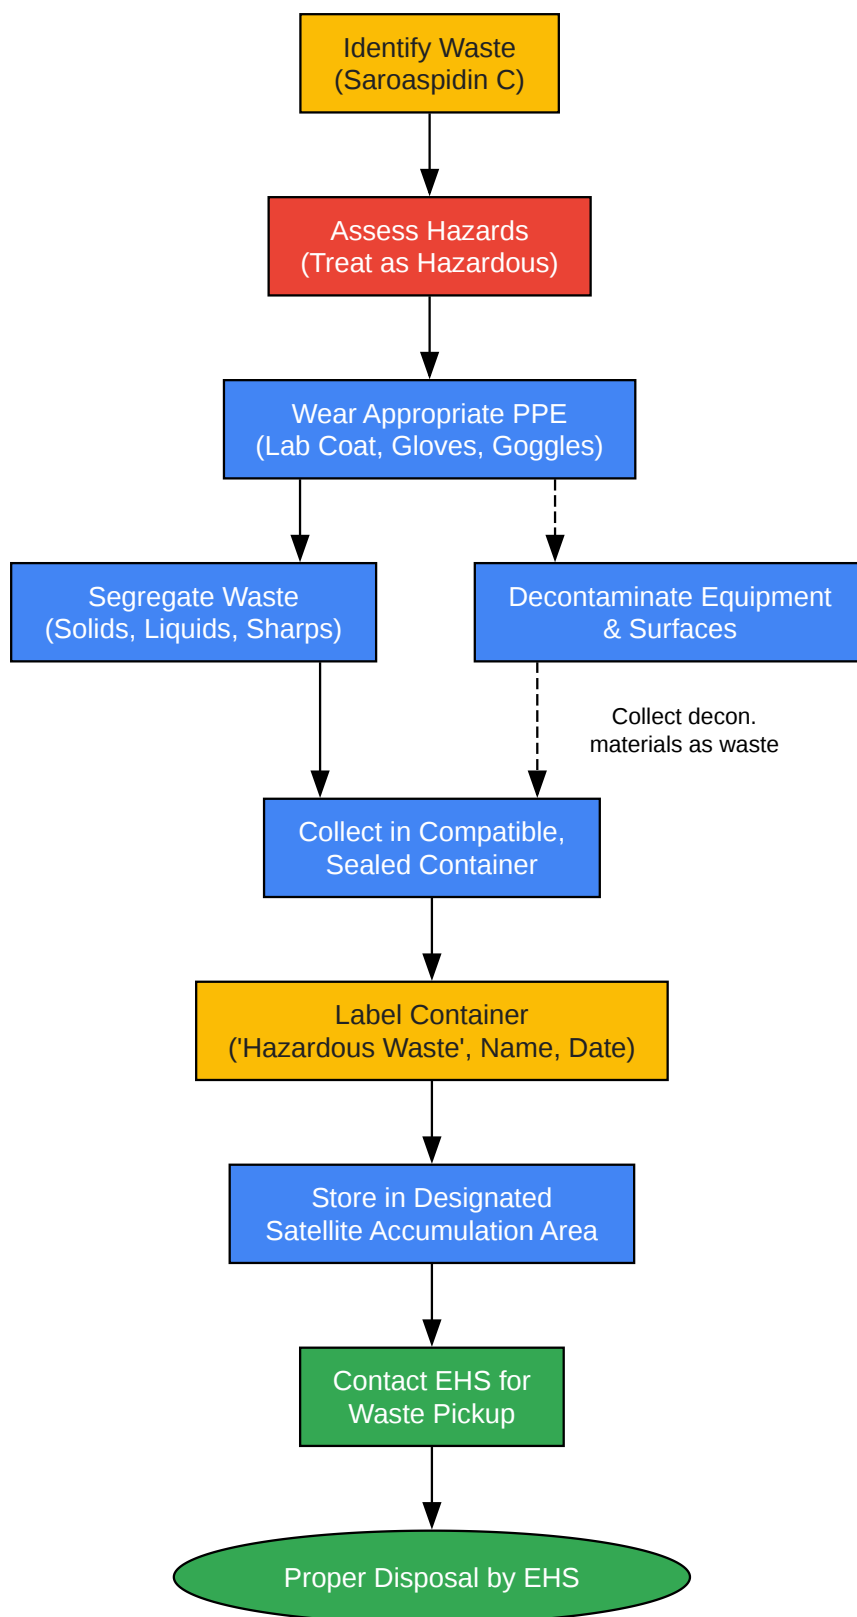 Identify Waste
(Saroaspidin C)
Assess Hazards
(Treat as Hazardous)
Wear Appropriate PPE
(Lab Coat, Gloves, Goggles)
Segregate Waste
(Solids, Liquids, Sharps)
Decontaminate Equipment
& Surfaces
Collect decon.
materials as waste
Collect in Compatible,
Sealed Container
Label Container
('Hazardous Waste', Name, Date)
Store in Designated
Satellite Accumulation Area
Contact EHS for
Waste Pickup
Proper Disposal by EHS